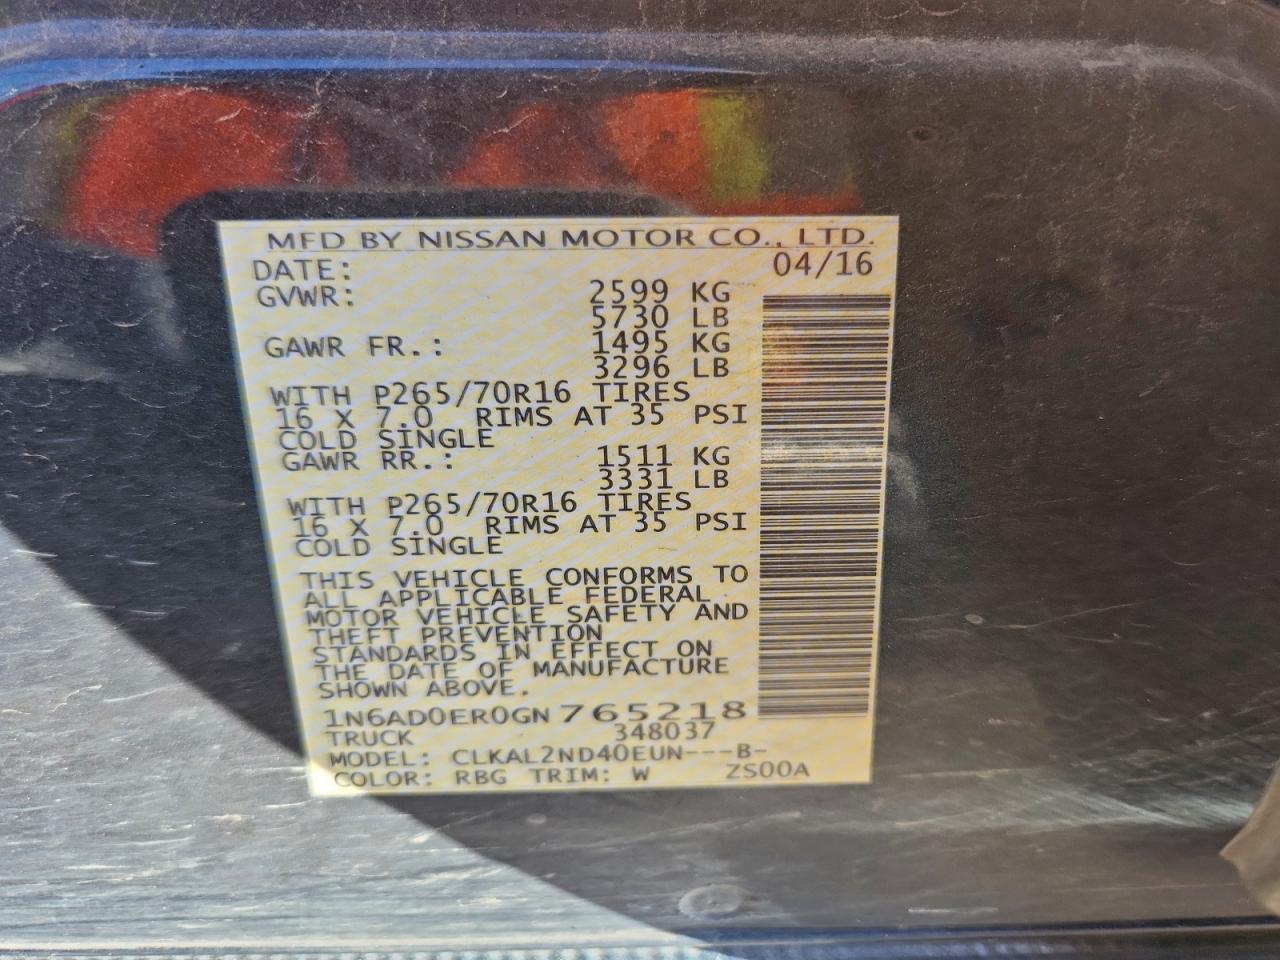 MFD BY NISSAN MOTOR CO., LTD.
DATE: 04/16
GVWR: 2599 KG
5730 LB
GAWR FR.: 1495 KG
3296 LB
WITH P265/70R16 TIRES
16 X 7.0 RIMS AT 35 PSI
COLD SINGLE
GAWR RR.: 1511 KG
3331 LB
WITH P265/70R16 TIRES
16 X 7.0 RIMS AT 35 PSI
COLD SINGLE
THIS VEHICLE CONFORMS TO
ALL APPLICABLE FEDERAL
MOTOR VEHICLE SAFETY AND
THEFT PREVENTION
STANDARDS IN EFFECT ON
THE DATE OF MANUFACTURE
SHOWN ABOVE.
1N6AD0ER0GN765218
TRUCK 348037
MODEL: CLKAL2ND40EUN---B-
COLOR: RBG TRIM: W ZS00A